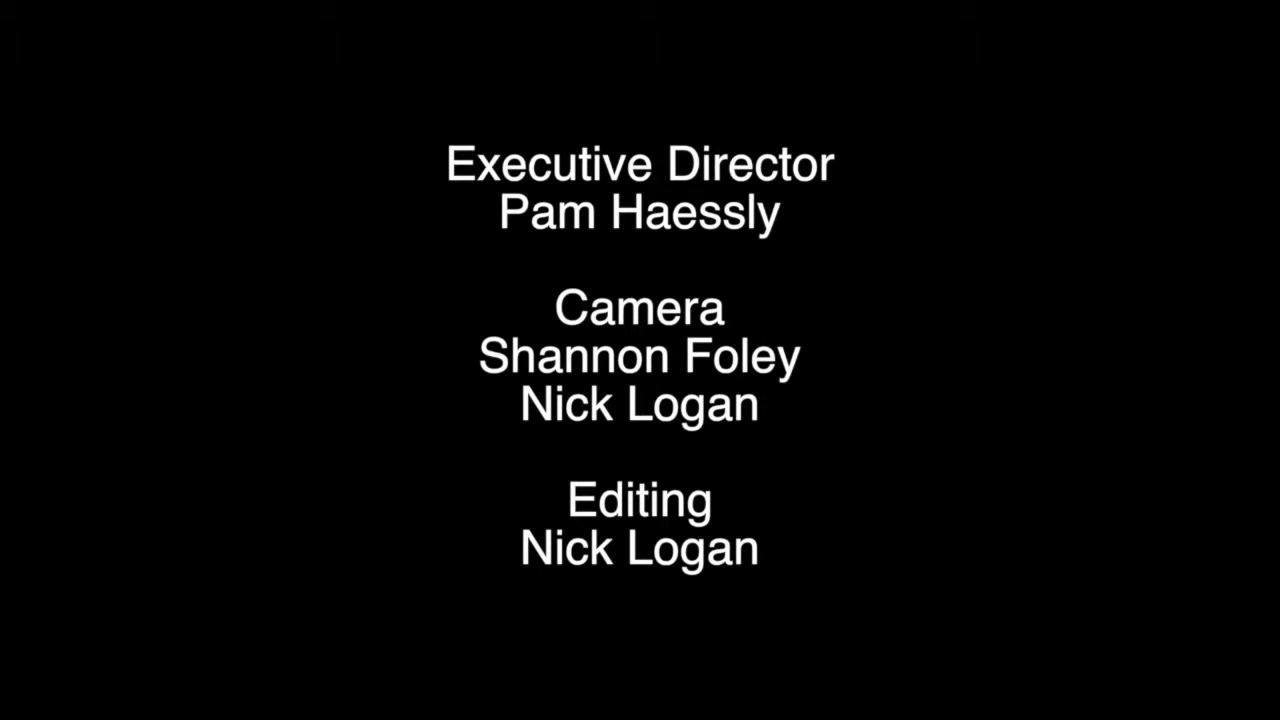 Executive Director
Pam Haessly
Camera
Shannon Foley
Nick Logan
Editing
Nick Logan